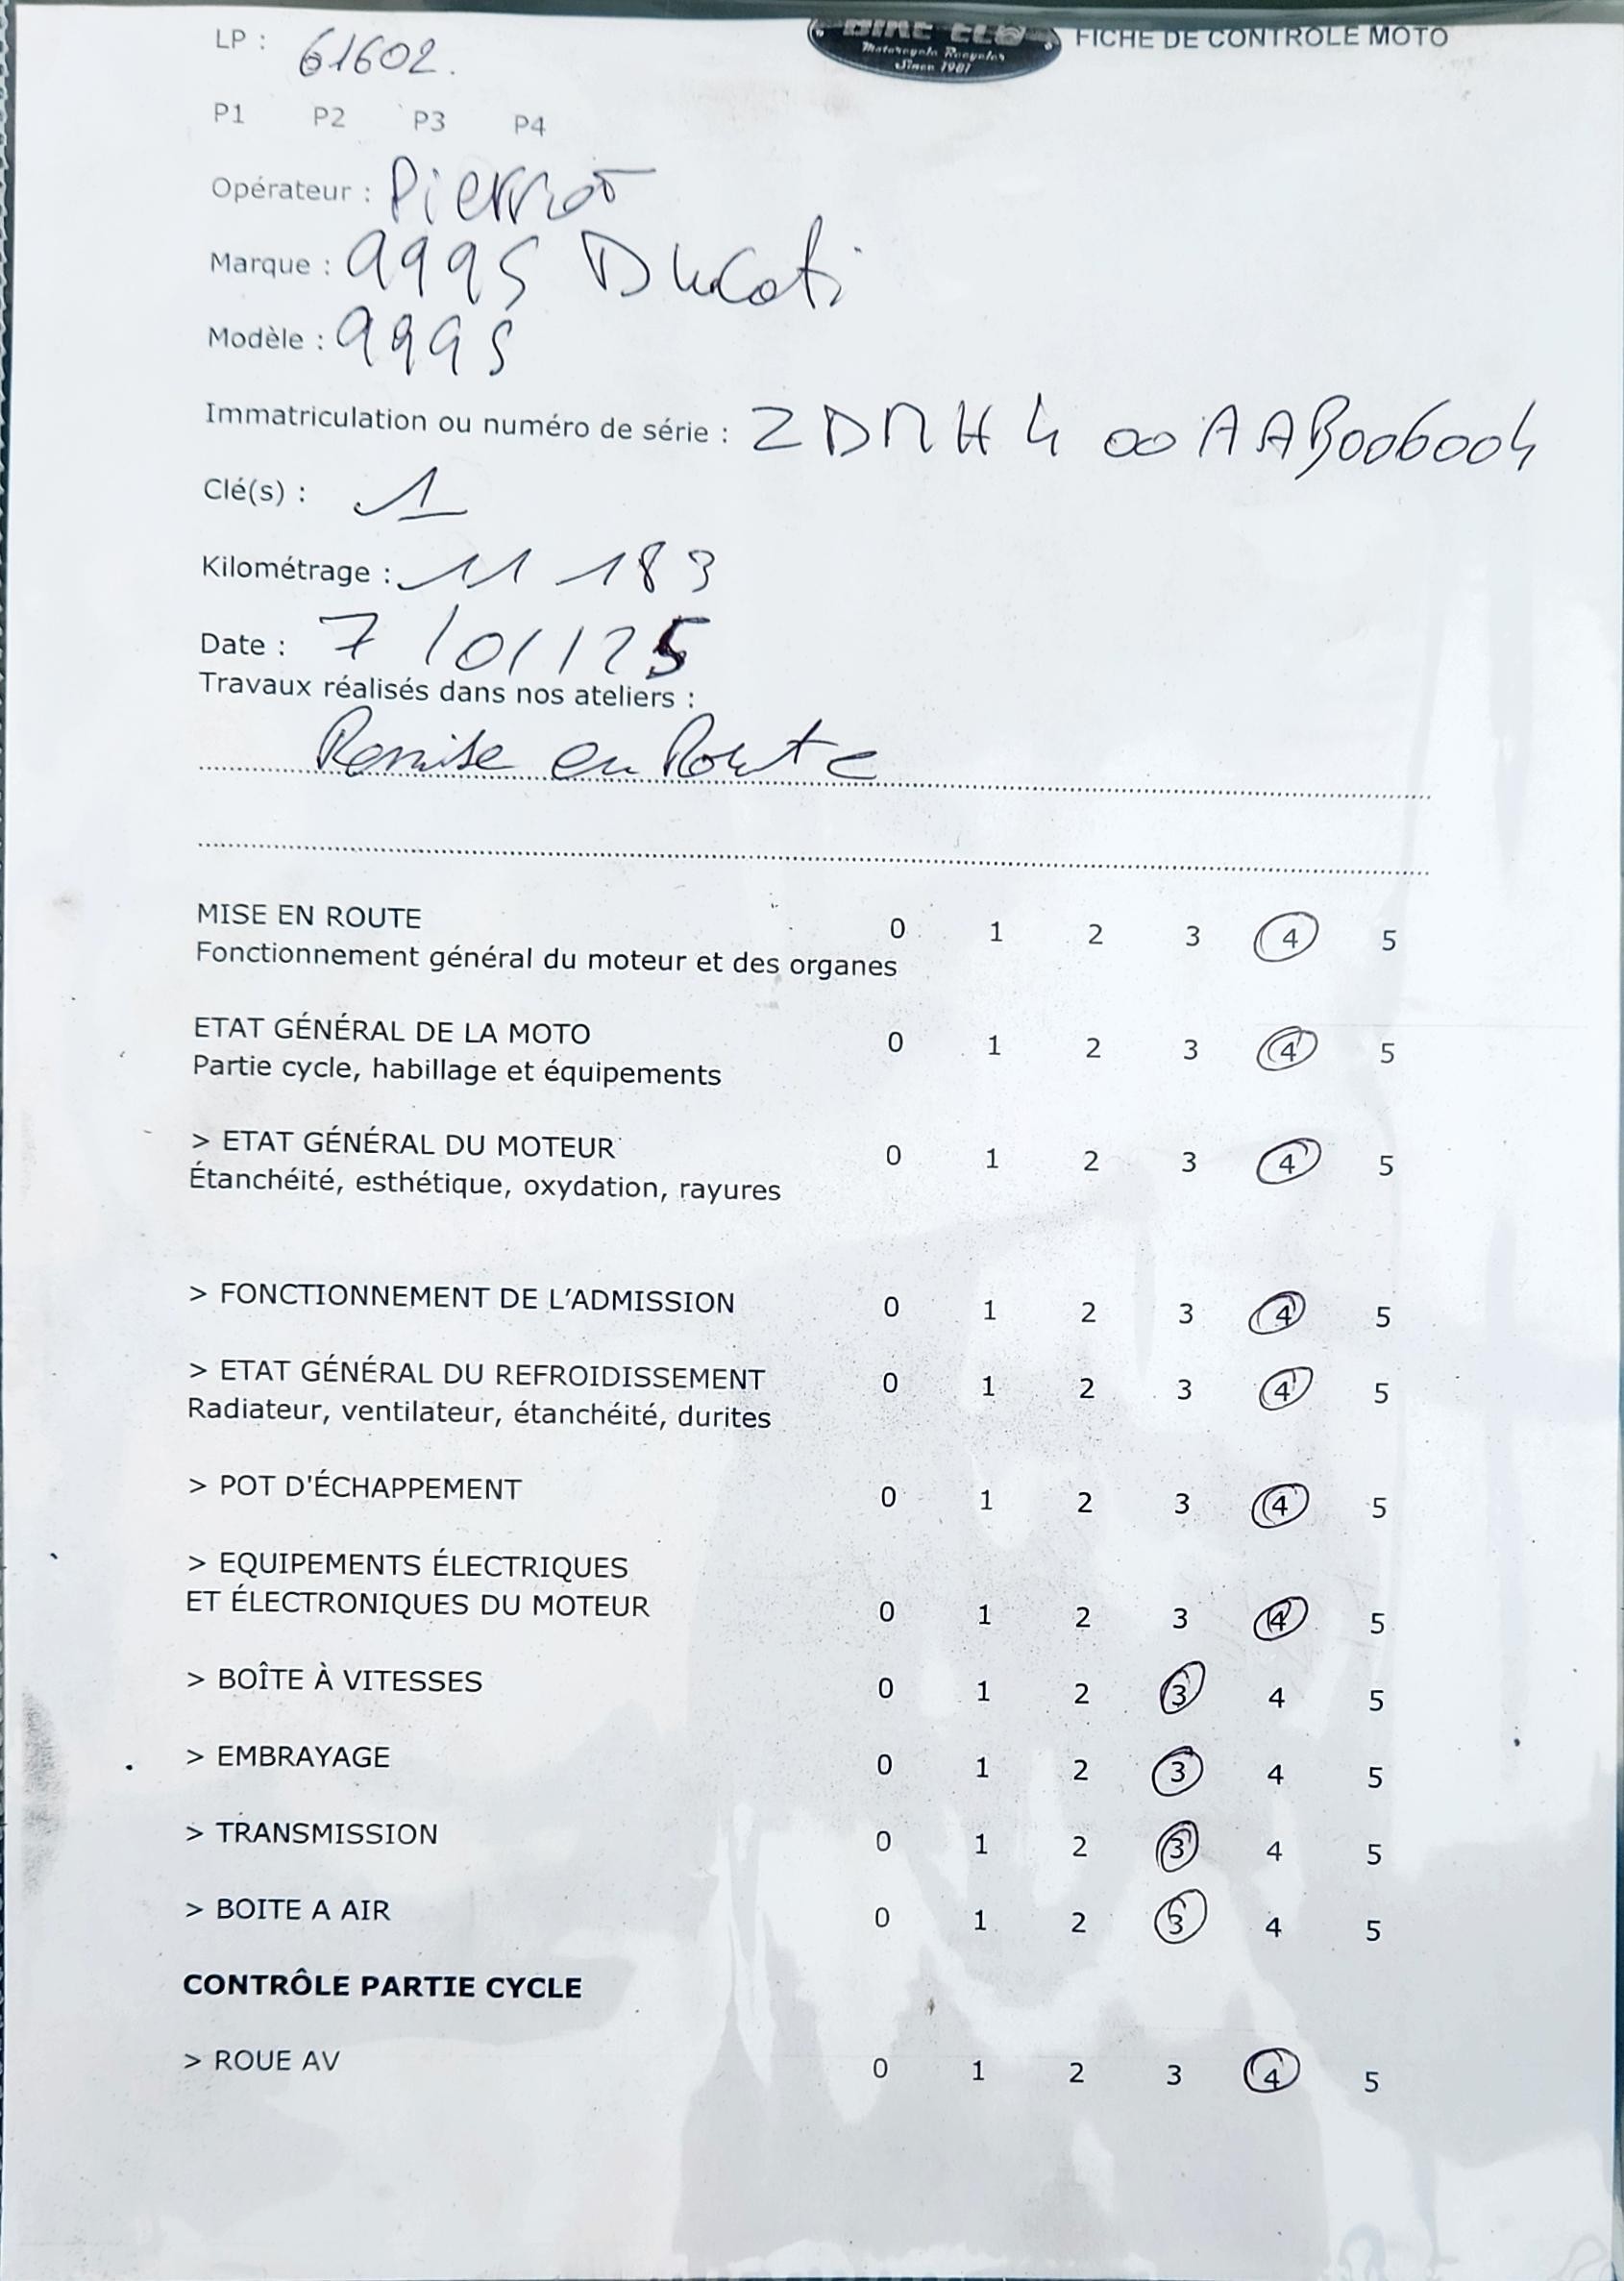 LP : 61602.
BIKE ECO
Motorcycle Recycler
Since 1981
FICHE DE CONTROLE MOTO
P1 P2 P3 P4
Opérateur : Pierrot
Marque : 999S Ducati
Modèle : 999S
Immatriculation ou numéro de série : ZDMH400AAB006004
Clé(s) : 1
Kilométrage : 11 183
Date : 7/01/25
Travaux réalisés dans nos ateliers :
Remise en Route
MISE EN ROUTE 0 1 2 3 4 5
Fonctionnement général du moteur et des organes
ETAT GÉNÉRAL DE LA MOTO 0 1 2 3 4 5
Partie cycle, habillage et équipements
> ETAT GÉNÉRAL DU MOTEUR 0 1 2 3 4 5
Étanchéité, esthétique, oxydation, rayures
> FONCTIONNEMENT DE L'ADMISSION 0 1 2 3 4 5
> ETAT GÉNÉRAL DU REFROIDISSEMENT 0 1 2 3 4 5
Radiateur, ventilateur, étanchéité, durites
> POT D'ÉCHAPPEMENT 0 1 2 3 4 5
> EQUIPEMENTS ÉLECTRIQUES
ET ÉLECTRONIQUES DU MOTEUR 0 1 2 3 4 5
> BOÎTE À VITESSES 0 1 2 3 4 5
> EMBRAYAGE 0 1 2 3 4 5
> TRANSMISSION 0 1 2 3 4 5
> BOITE A AIR 0 1 2 3 4 5
CONTRÔLE PARTIE CYCLE
> ROUE AV 0 1 2 3 4 5